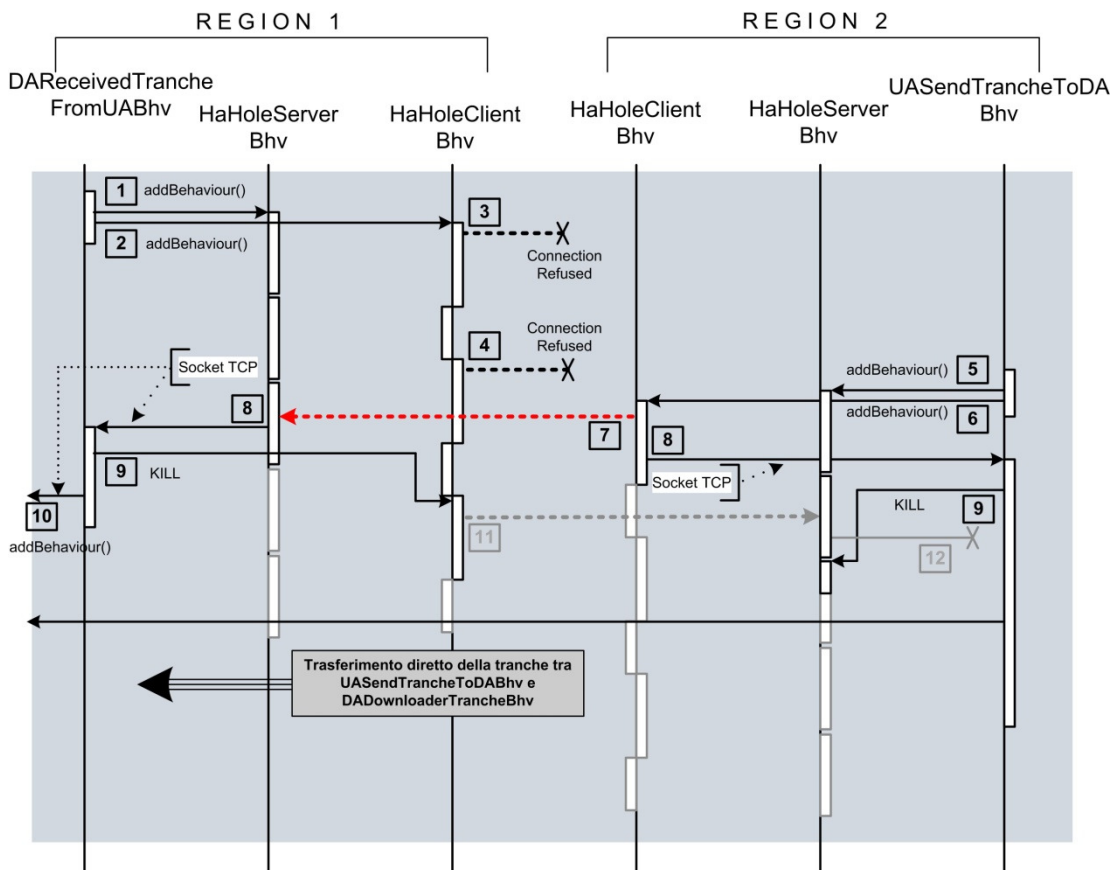 REGION 1
REGION 2
DAReceivedTranche
FromUABhv
HaHoleServer
Bhv
HaHoleClient
Bhv
HaHoleClient
Bhv
HaHoleServer
Bhv
UASendTrancheToDA
Bhv
1
addBehaviour()
2
addBehaviour()
3
Connection
Refused
4
Connection
Refused
Socket TCP
addBehaviour()
5
addBehaviour()
6
8
7
8
9
KILL
Socket TCP
KILL
9
10
addBehaviour()
11
12
Trasferimento diretto della tranche tra
UASendTrancheToDABhv e
DADownloaderTrancheBhv